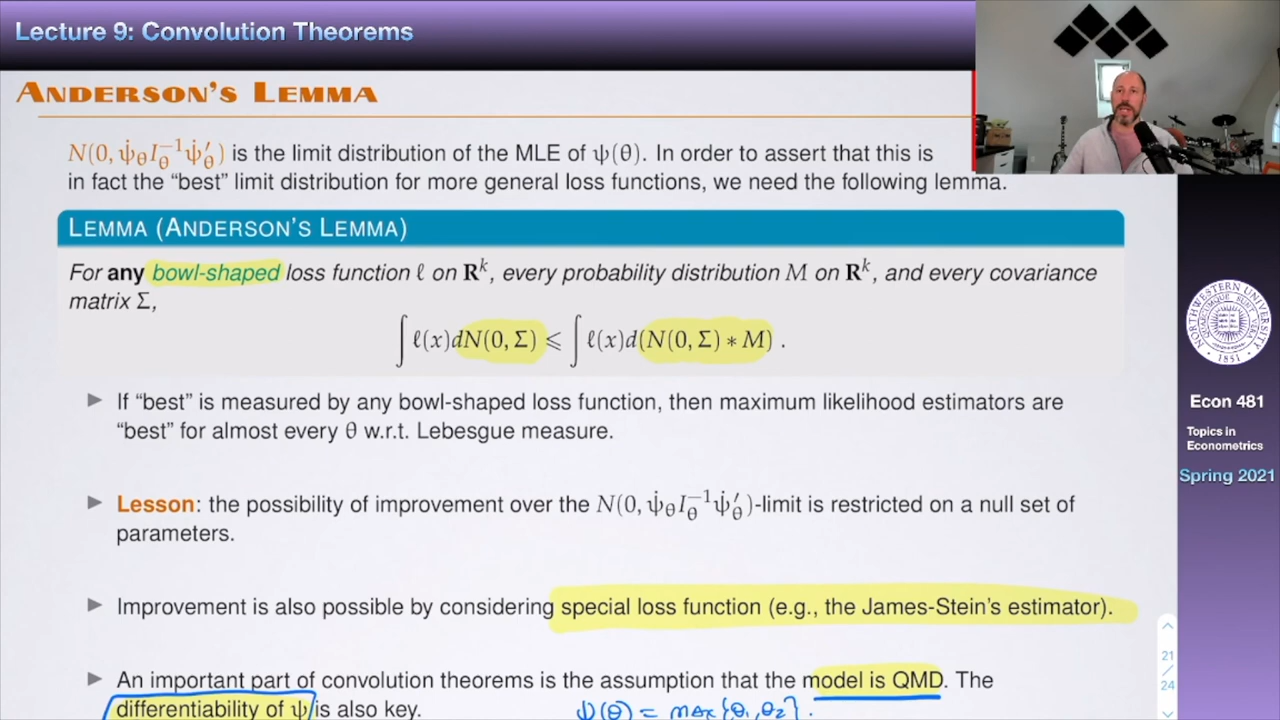 Lecture 9: Convolution Theorems
ANDERSON'S LEMMA
N(0, ψ̇θ Iθ⁻¹ ψ̇′θ) is the limit distribution of the MLE of ψ(θ). In order to assert that this is
in fact the “best” limit distribution for more general loss functions, we need the following lemma.
LEMMA (ANDERSON'S LEMMA)
For any bowl-shaped loss function ℓ on Rᵏ, every probability distribution M on Rᵏ, and every covariance
matrix Σ,
∫ ℓ(x)dN(0, Σ) ⩽ ∫ ℓ(x)d(N(0, Σ) ∗ M) .
► If “best” is measured by any bowl-shaped loss function, then maximum likelihood estimators are
“best” for almost every θ w.r.t. Lebesgue measure.
► Lesson: the possibility of improvement over the N(0, ψ̇θ Iθ⁻¹ ψ̇′θ)-limit is restricted on a null set of
parameters.
► Improvement is also possible by considering special loss function (e.g., the James-Stein's estimator).
► An important part of convolution theorems is the assumption that the model is QMD. The
differentiability of ψ is also key.
ψ(θ) = max{θ₁, θ₂}.
NORTHWESTERN UNIVERSITY
1851
Econ 481
Topics in
Econometrics
Spring 2021
21
/
24